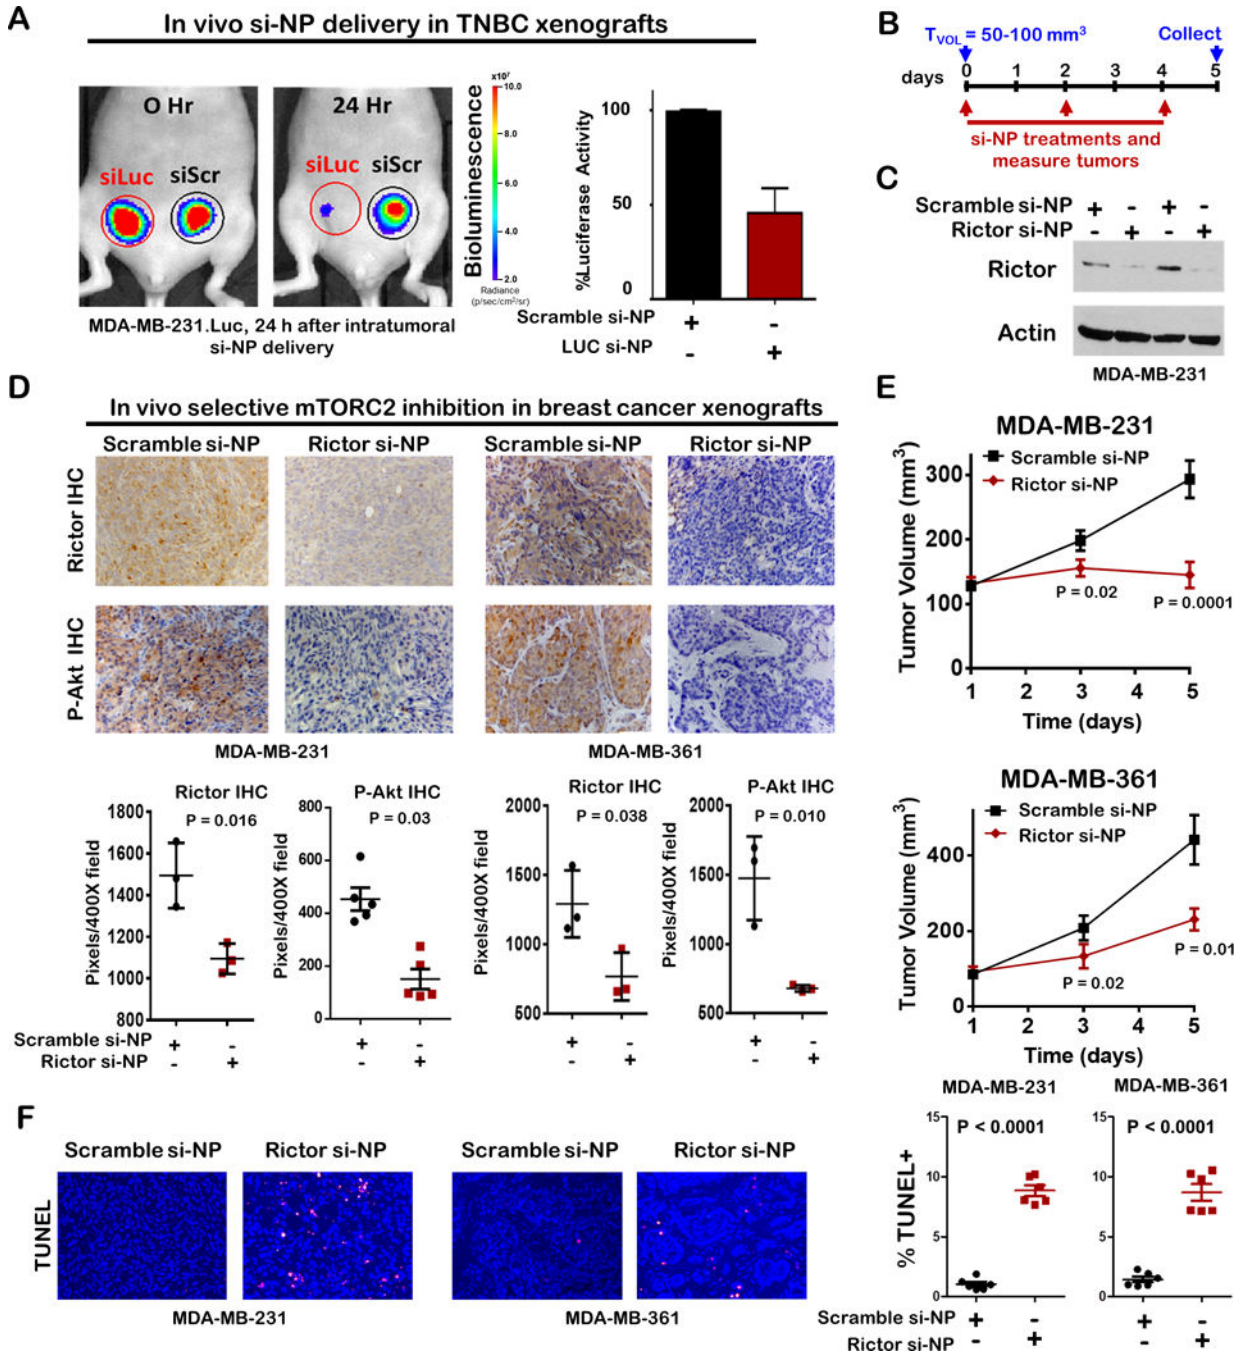 A
In vivo si-NP delivery in TNBC xenografts
O Hr
24 Hr
siLuc
siScr
siLuc
siScr
Bioluminescence
x10⁷
10.0
8.0
6.0
4.0
2.0
Radiance
(p/sec/cm²/sr)
MDA-MB-231.Luc, 24 h after intratumoral
si-NP delivery
%Luciferase Activity
100
50
0
Scramble si-NP + -
LUC si-NP - +
B
TVOL = 50-100 mm³
Collect
days 0 1 2 3 4 5
si-NP treatments and
measure tumors
C
Scramble si-NP + - + -
Rictor si-NP - + - +
Rictor
Actin
MDA-MB-231
D
In vivo selective mTORC2 inhibition in breast cancer xenografts
Scramble si-NP
Rictor si-NP
Scramble si-NP
Rictor si-NP
Rictor IHC
P-Akt IHC
MDA-MB-231
MDA-MB-361
Rictor IHC
P = 0.016
Pixels/400X field
1800
1600
1400
1200
1000
800
P-Akt IHC
P = 0.03
Pixels/400X field
800
600
400
200
0
Rictor IHC
P = 0.038
Pixels/400X field
2000
1500
1000
500
P-Akt IHC
P = 0.010
Pixels/400X field
2000
1500
1000
500
Scramble si-NP + - + - + - + -
Rictor si-NP - + - + - + - +
E
MDA-MB-231
Scramble si-NP
Rictor si-NP
Tumor Volume (mm³)
300
200
100
0
P = 0.02
P = 0.0001
1 2 3 4 5
Time (days)
MDA-MB-361
Scramble si-NP
Rictor si-NP
Tumor Volume (mm³)
400
200
0
P = 0.02
P = 0.01
1 2 3 4 5
Time (days)
F
Scramble si-NP
Rictor si-NP
Scramble si-NP
Rictor si-NP
TUNEL
MDA-MB-231
MDA-MB-361
MDA-MB-231
P < 0.0001
% TUNEL+
15
10
5
0
MDA-MB-361
P < 0.0001
15
10
5
0
Scramble si-NP + - + -
Rictor si-NP - + - +